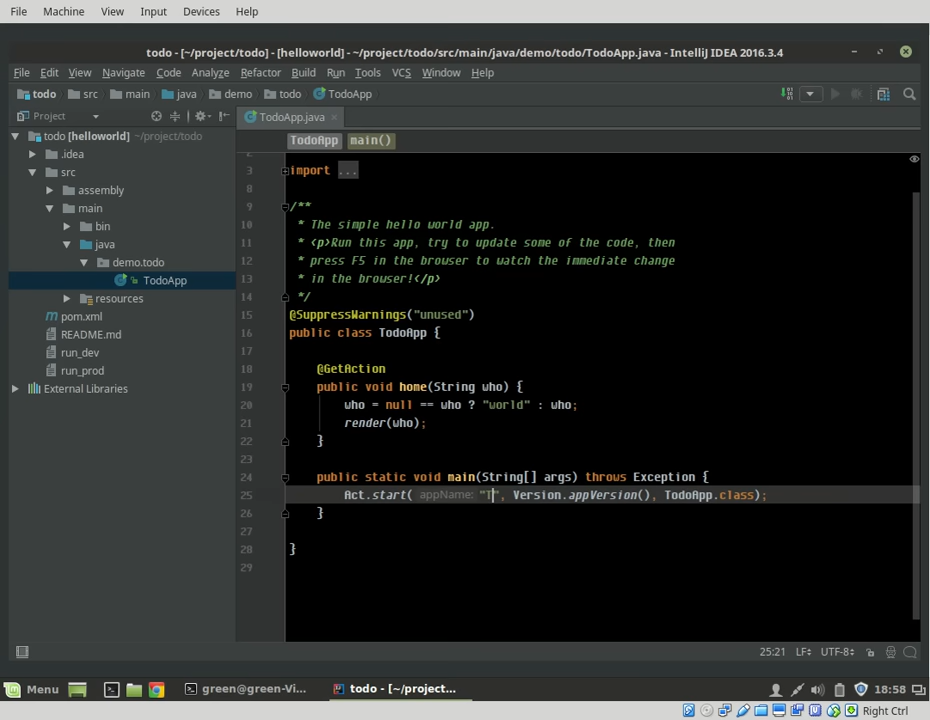 File Machine View Input Devices Help
todo - [~/project/todo] - [helloworld] - ~/project/todo/src/main/java/demo/todo/TodoApp.java - IntelliJ IDEA 2016.3.4
File Edit View Navigate Code Analyze Refactor Build Run Tools VCS Window Help
todo src main java demo todo TodoApp
Project
TodoApp.java
todo [helloworld] ~/project/todo
.idea
src
assembly
main
bin
java
demo.todo
TodoApp
resources
pom.xml
README.md
run_dev
run_prod
External Libraries
TodoApp main()
2
3 import ...
8
9 /**
10 * The simple hello world app.
11 * <p>Run this app, try to update some of the code, then
12 * press F5 in the browser to watch the immediate change
13 * in the browser!</p>
14 */
15 @SuppressWarnings("unused")
16 public class TodoApp {
17
18 @GetAction
19 public void home(String who) {
20 who = null == who ? "world" : who;
21 render(who);
22 }
23
24 public static void main(String[] args) throws Exception {
25 Act.start( appName: "T", Version.appVersion(), TodoApp.class);
26 }
27
28 }
29
25:21 LF UTF-8
Menu green@green-Vi... todo - [~/project... 18:58
Right Ctrl